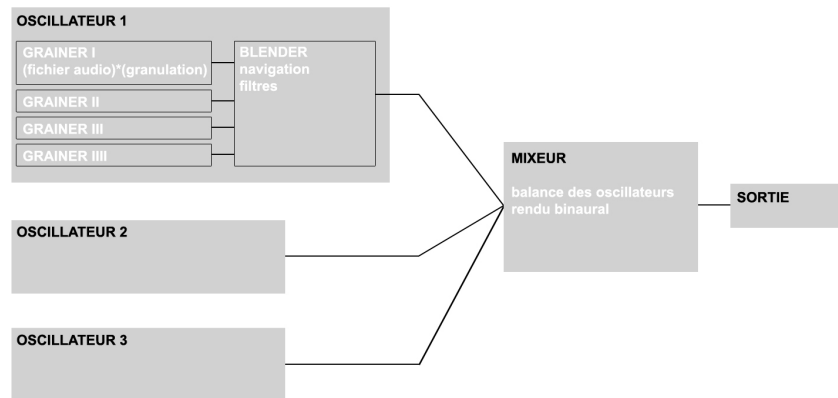 OSCILLATEUR 1
GRAINER I
(fichier audio)*(granulation)
GRAINER II
GRAINER III
GRAINER IIII
BLENDER
navigation
filtres
OSCILLATEUR 2
OSCILLATEUR 3
MIXEUR
balance des oscillateurs
rendu binaural
SORTIE